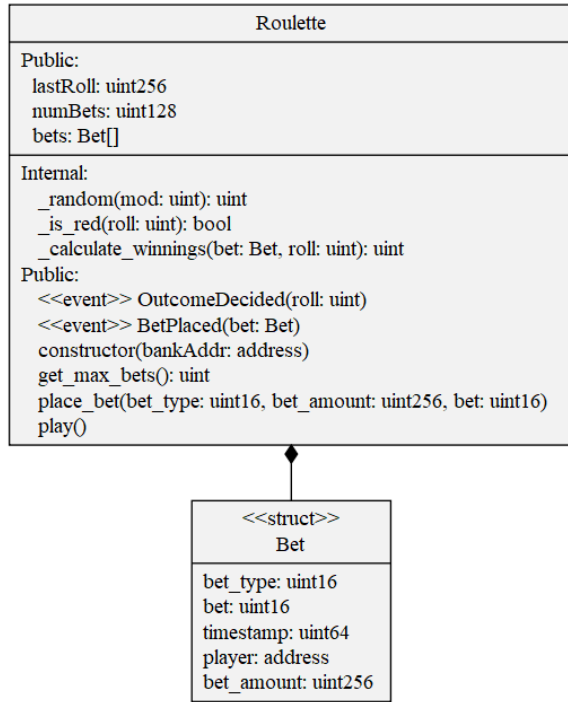 Roulette
Public:
lastRoll: uint256
numBets: uint128
bets: Bet[]
Internal:
_random(mod: uint): uint
_is_red(roll: uint): bool
_calculate_winnings(bet: Bet, roll: uint): uint
Public:
<<event>> OutcomeDecided(roll: uint)
<<event>> BetPlaced(bet: Bet)
constructor(bankAddr: address)
get_max_bets(): uint
place_bet(bet_type: uint16, bet_amount: uint256, bet: uint16)
play()
<<struct>>
Bet
bet_type: uint16
bet: uint16
timestamp: uint64
player: address
bet_amount: uint256